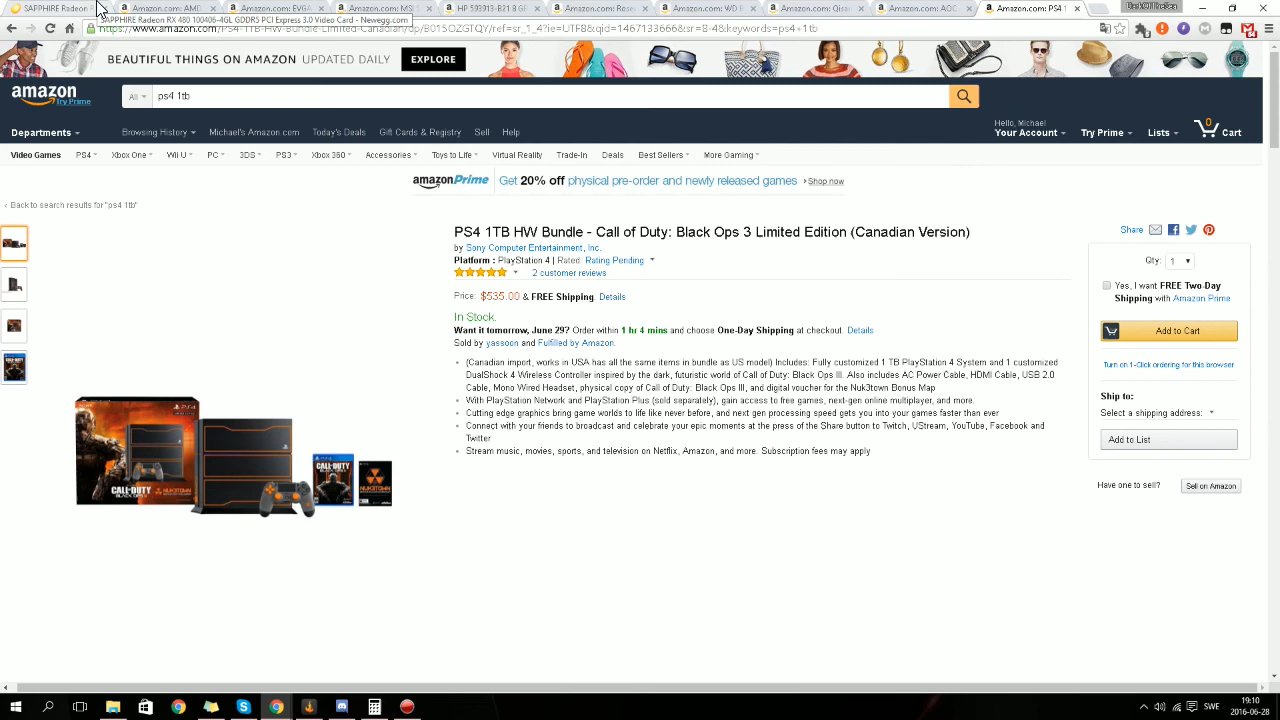 SAPPHIRE Radeon
Amazon.com: AMD
Amazon.com: EVGA
Amazon.com: MSI
HP 593919-B21 8 GF
Amazon.com: Rosew
Amazon.com: WD B
Amazon.com: Qisan
Amazon.com: AOC
Amazon.com: PS4 1
SAPPHIRE Radeon RX 480 100406-4GL GDDR5 PCI Express 3.0 Video Card - Newegg.com
https://www.amazon.com/PS4-1TB-HW-Bundle-Limited-Canadian/dp/B015OZGTQY/ref=sr_1_4?ie=UTF8&qid=1467133666&sr=8-4&keywords=ps4+1tb
BEAUTIFUL THINGS ON AMAZON UPDATED DAILY EXPLORE
amazon
Try Prime
All ps4 1tb
Hello, Michael
Departments Browsing History Michael's Amazon.com Today's Deals Gift Cards & Registry Sell Help Your Account Try Prime Lists 0 Cart
Video Games PS4 Xbox One Wii U PC 3DS PS3 Xbox 360 Accessories Toys to Life Virtual Reality Trade-In Deals Best Sellers More Gaming
amazonPrime Get 20% off physical pre-order and newly released games Shop now
‹ Back to search results for "ps4 1tb"
PS4 1TB HW Bundle - Call of Duty: Black Ops 3 Limited Edition (Canadian Version)
by Sony Computer Entertainment, Inc.
Platform : PlayStation 4 | Rated: Rating Pending
2 customer reviews
Price: $535.00 & FREE Shipping. Details
In Stock.
Want it tomorrow, June 29? Order within 1 hr 4 mins and choose One-Day Shipping at checkout. Details
Sold by yassoon and Fulfilled by Amazon.
• (Canadian import, works in USA has all the same items in bundle as US model) Includes: Fully customized 1 TB PlayStation 4 System and 1 customized
DualShock 4 Wireless Controller inspired by the dark, futuristic world of Call of Duty: Black Ops III. Also includes AC Power Cable, HDMI Cable, USB 2.0
Cable, Mono Wired Headset, physical copy of Call of Duty: Black Ops III, and digital voucher for the Nuk3town Bonus Map
• With PlayStation Network and PlayStation Plus (sold separately), gain access to free games, next-gen online multiplayer, and more.
• Cutting edge graphics bring game worlds to life like never before, and next gen processing speed gets you into your games faster than ever
• Connect with your friends to broadcast and celebrate your epic moments at the press of the Share button to Twitch, UStream, YouTube, Facebook and
Twitter
• Stream music, movies, sports, and television on Netflix, Amazon, and more. Subscription fees may apply
Share
Qty: 1
Yes, I want FREE Two-Day
Shipping with Amazon Prime
Add to Cart
Turn on 1-Click ordering for this browser
Ship to:
Select a shipping address:
Add to List
Have one to sell? Sell on Amazon
PS4
CALL·DUTY
CALL·DUTY
NUKETOWN
SWE
19:10
2016-06-28